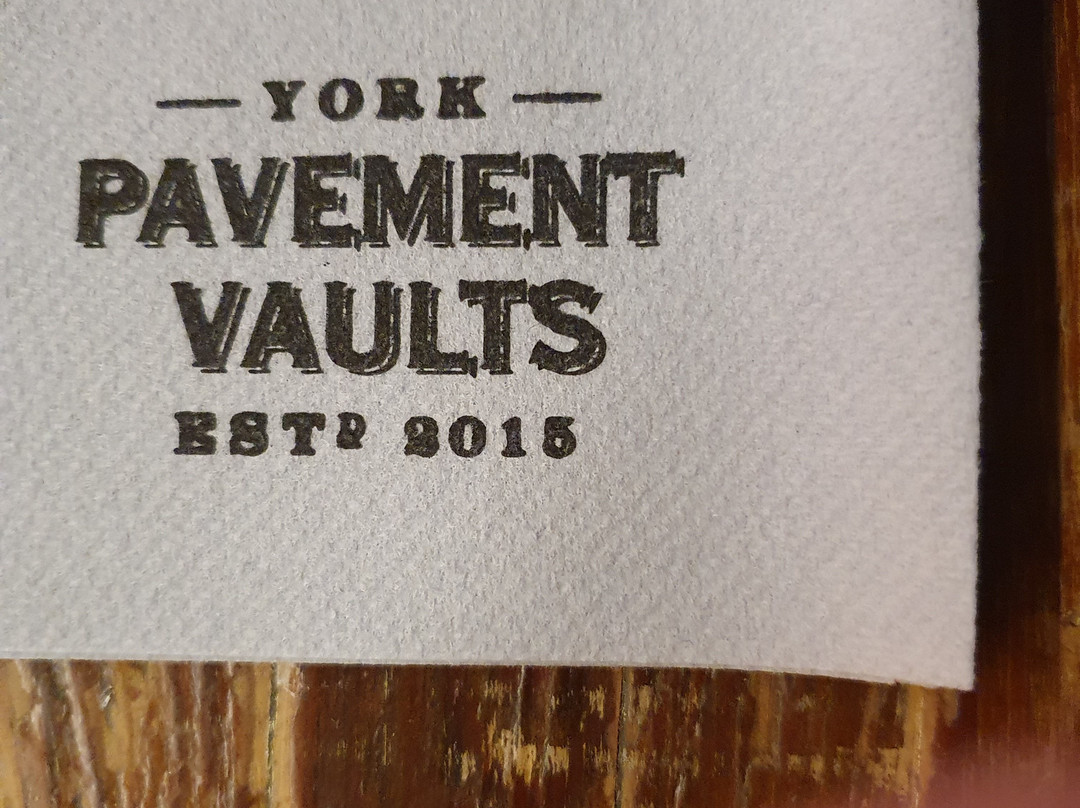 — YORK —
PAVEMENT
VAULTS
ESTD 2015